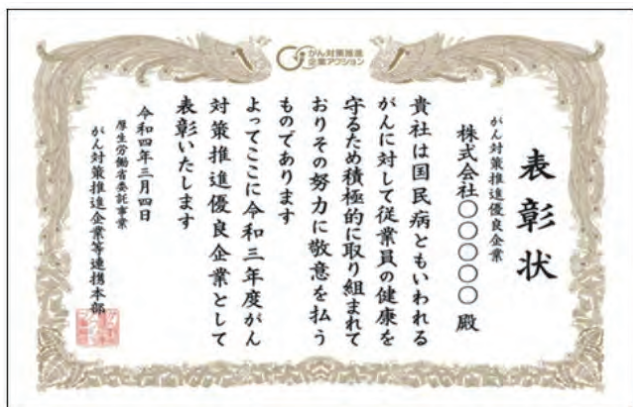 がん対策推進
企業アクション
表彰状
がん対策推進優良企業
株式会社〇〇〇〇〇 殿
貴社は国民病ともいわれる
がんに対して従業員の健康を
守るため積極的に取り組まれて
おりその努力に敬意を払う
ものであります
よってここに令和三年度がん
対策推進優良企業として
表彰いたします
令和四年三月四日
厚生労働省委託事業
がん対策推進企業等連携本部